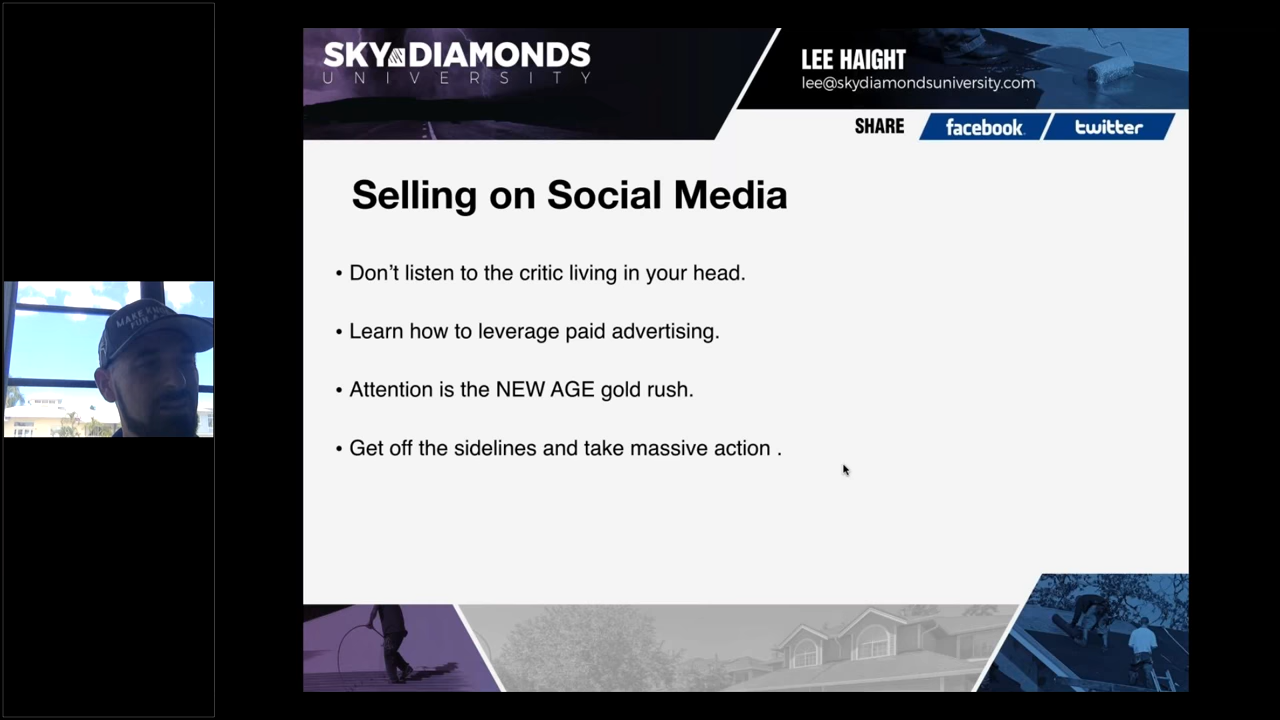 SKY DIAMONDS
UNIVERSITY
LEE HAIGHT
lee@skydiamondsuniversity.com
SHARE facebook twitter
Selling on Social Media
• Don’t listen to the critic living in your head.
• Learn how to leverage paid advertising.
• Attention is the NEW AGE gold rush.
• Get off the sidelines and take massive action .
MAKE
FUN